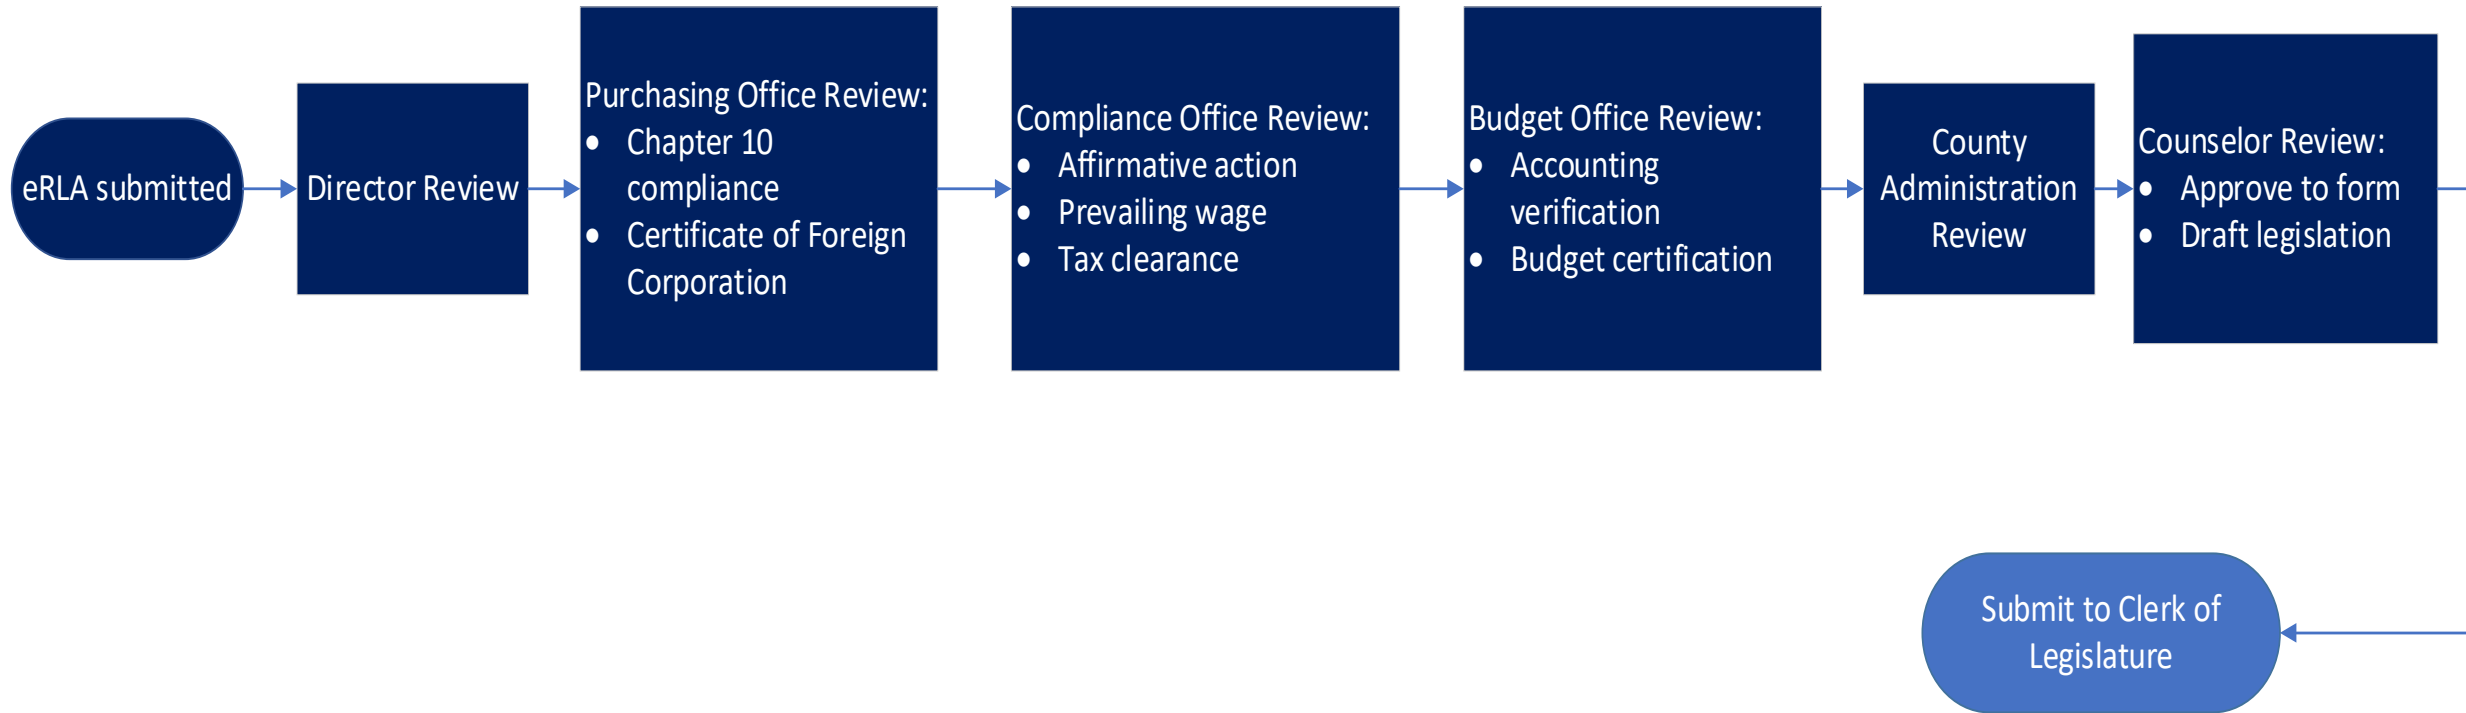 eRLA submitted
Director Review
Purchasing Office Review:
• Chapter 10
compliance
• Certificate of Foreign
Corporation
Compliance Office Review:
• Affirmative action
• Prevailing wage
• Tax clearance
Budget Office Review:
• Accounting
verification
• Budget certification
County
Administration
Review
Counselor Review:
• Approve to form
• Draft legislation
Submit to Clerk of
Legislature